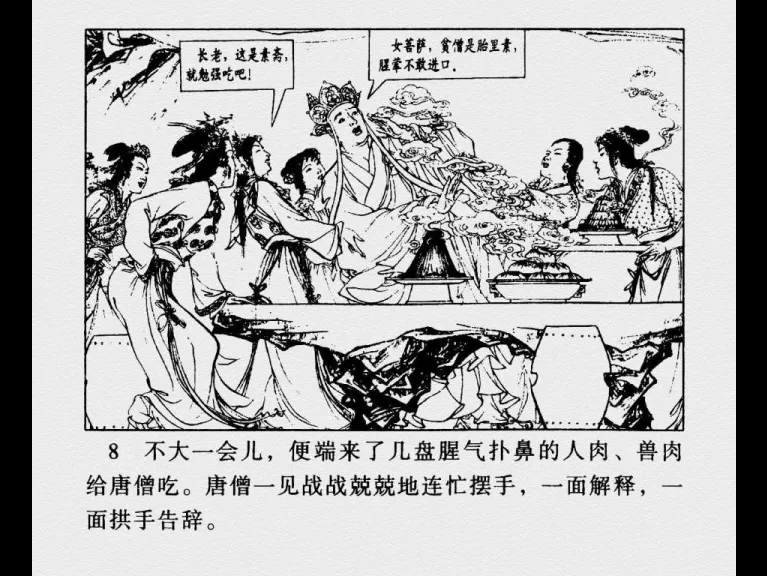 长老，这是素斋，
就勉强吃吧！
女菩萨，贫僧是胎里素，
腥荤不敢进口。
8 不大一会儿，便端来了几盘腥气扑鼻的人肉、兽肉
给唐僧吃。唐僧一见战战兢兢地连忙摆手，一面解释，一
面拱手告辞。